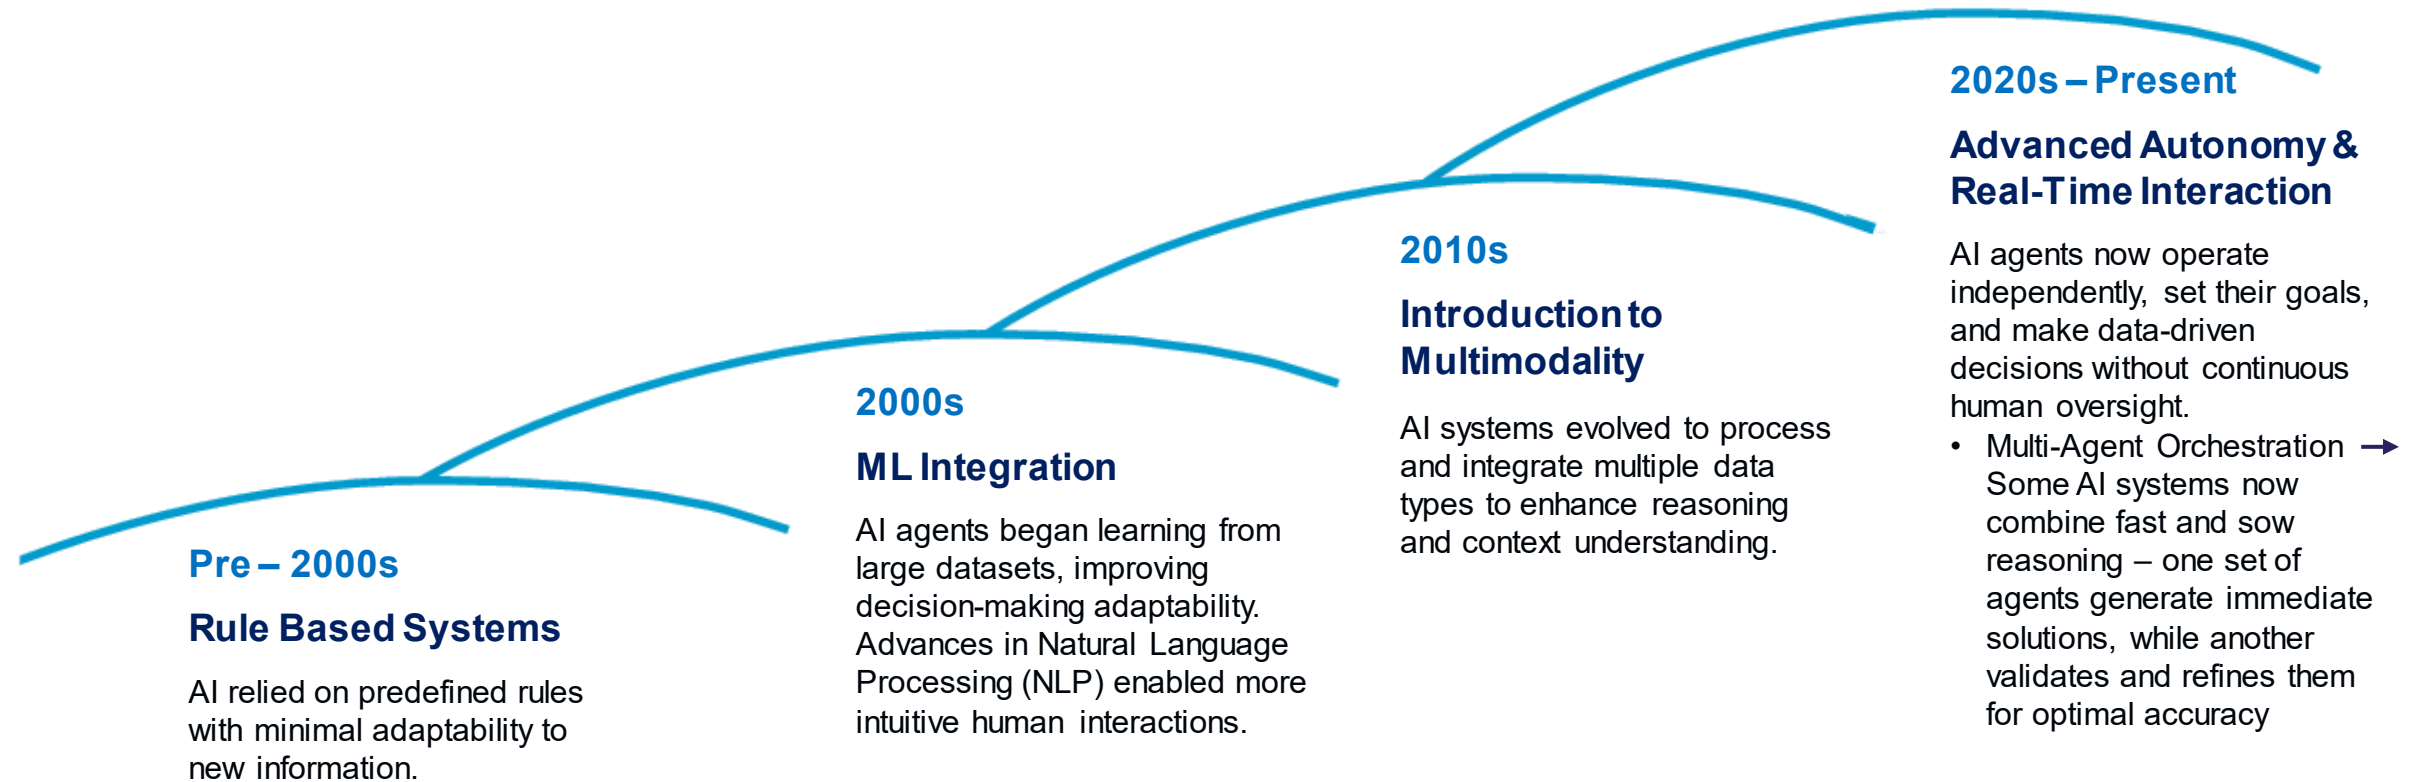 Pre – 2000s
Rule Based Systems
AI relied on predefined rules
with minimal adaptability to
new information.
2000s
ML Integration
AI agents began learning from
large datasets, improving
decision-making adaptability.
Advances in Natural Language
Processing (NLP) enabled more
intuitive human interactions.
2010s
Introduction to
Multimodality
AI systems evolved to process
and integrate multiple data
types to enhance reasoning
and context understanding.
2020s – Present
Advanced Autonomy &
Real-Time Interaction
AI agents now operate
independently, set their goals,
and make data-driven
decisions without continuous
human oversight.
• Multi-Agent Orchestration →
Some AI systems now
combine fast and sow
reasoning – one set of
agents generate immediate
solutions, while another
validates and refines them
for optimal accuracy